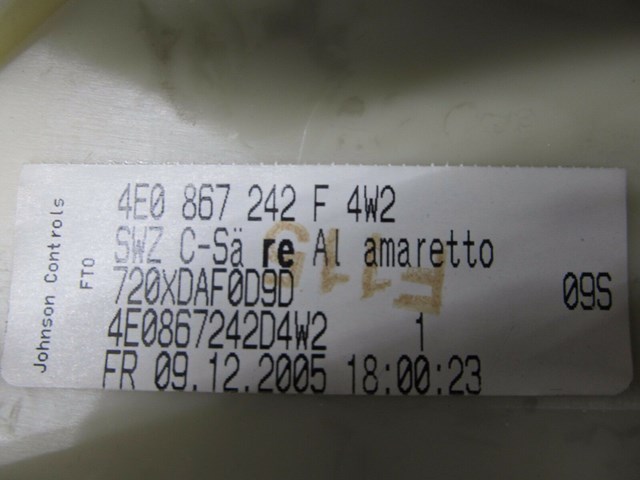 Johnson Controls
FTO
4E0 867 242 F 4W2
SWZ C-Sä re Al amaretto
720XDAF0D9D
09S
4E0867242D4W2 1
FR 09.12.2005 18:00:23
F115